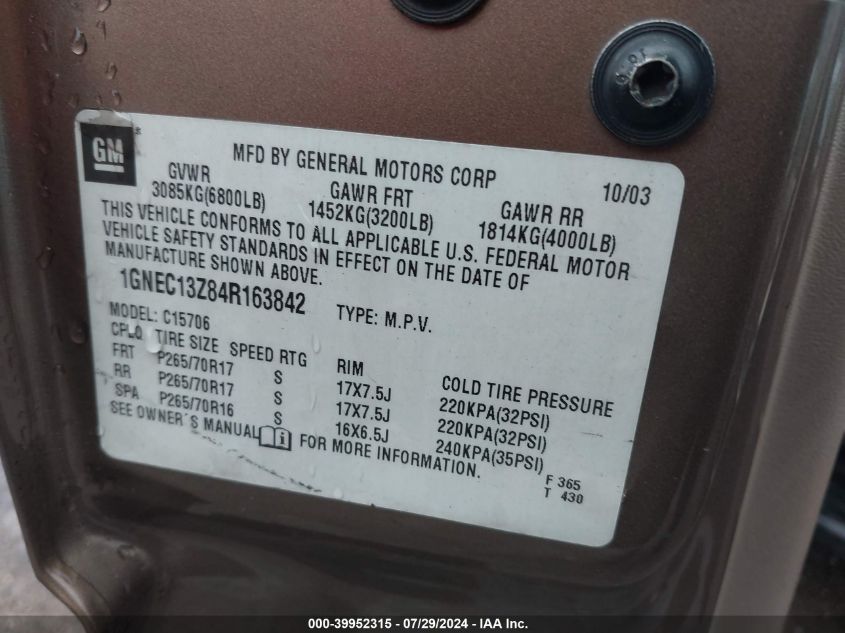 GM
MFD BY GENERAL MOTORS CORP 10/03
GVWR GAWR FRT GAWR RR
3085KG(6800LB) 1452KG(3200LB) 1814KG(4000LB)
THIS VEHICLE CONFORMS TO ALL APPLICABLE U.S. FEDERAL MOTOR
VEHICLE SAFETY STANDARDS IN EFFECT ON THE DATE OF
MANUFACTURE SHOWN ABOVE.
1GNEC13Z84R163842 TYPE: M.P.V.
MODEL: C15706
TIRE SIZE SPEED RTG RIM COLD TIRE PRESSURE
FRT P265/70R17 S 17X7.5J 220KPA(32PSI)
RR P265/70R17 S 17X7.5J 220KPA(32PSI)
SPA P265/70R16 S 16X6.5J 240KPA(35PSI)
SEE OWNER'S MANUAL FOR MORE INFORMATION.
F 365
T 430
000-39952315 / 07/29/2024 - IAA Inc.